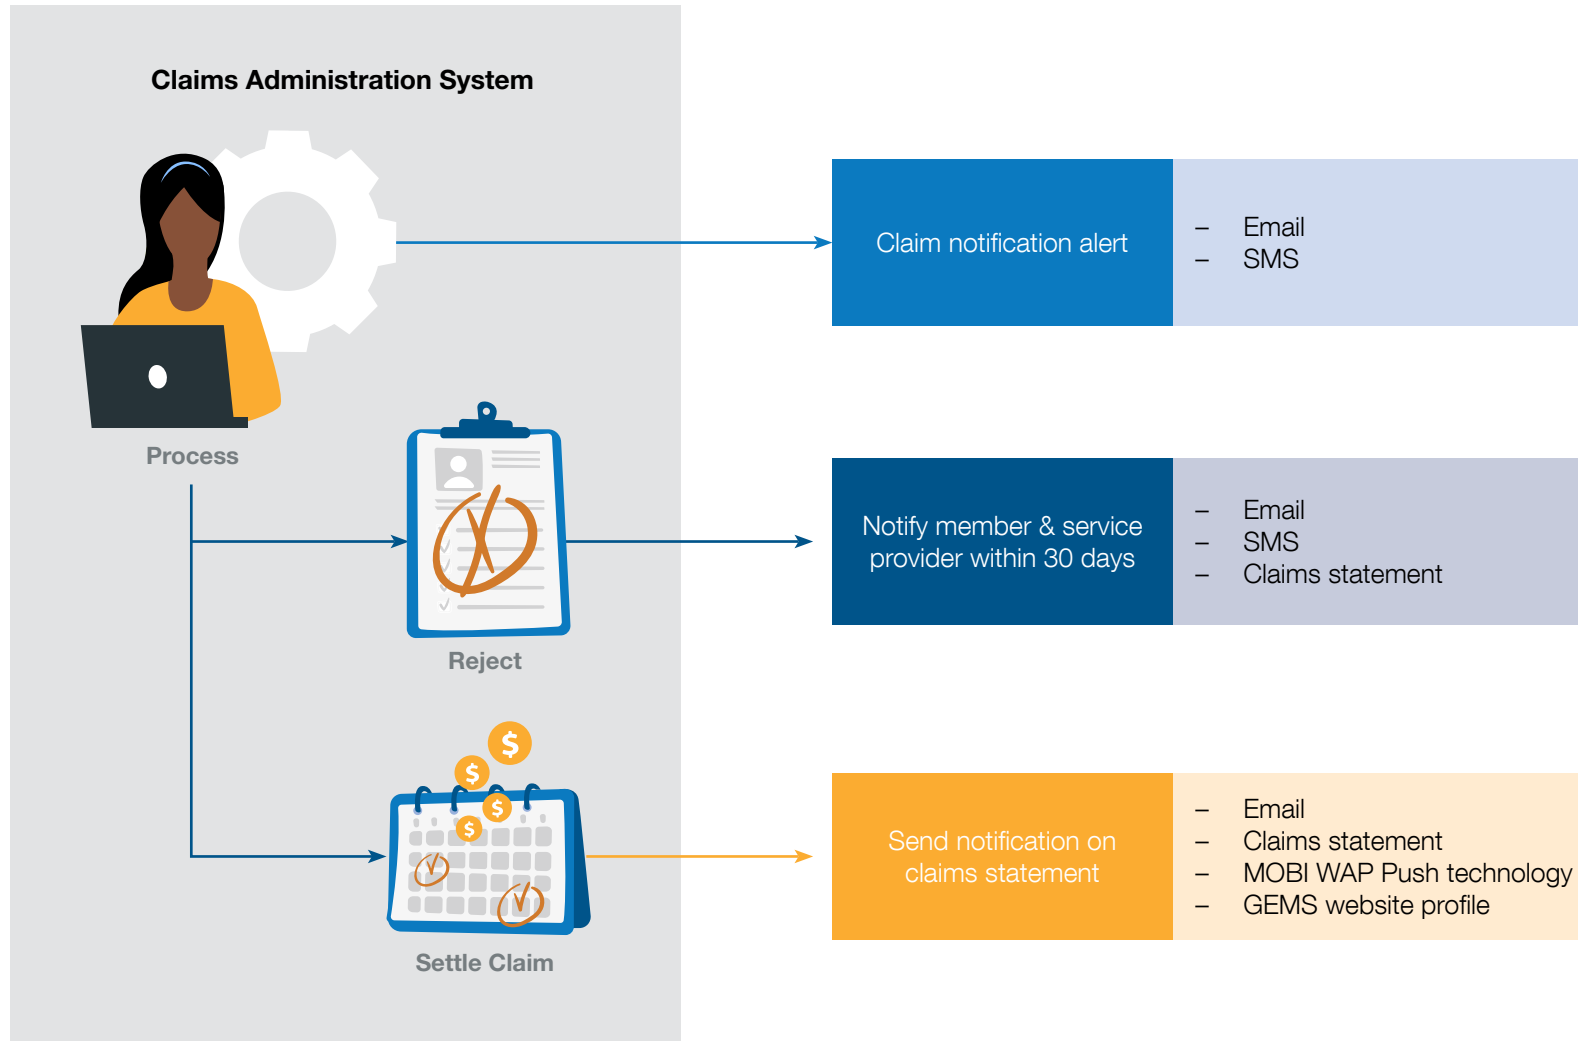 Claims Administration System
Process
Reject
Settle Claim
Claim notification alert
– Email
– SMS
Notify member & service
provider within 30 days
– Email
– SMS
– Claims statement
Send notification on
claims statement
– Email
– Claims statement
– MOBI WAP Push technology
– GEMS website profile
$
$
$
$